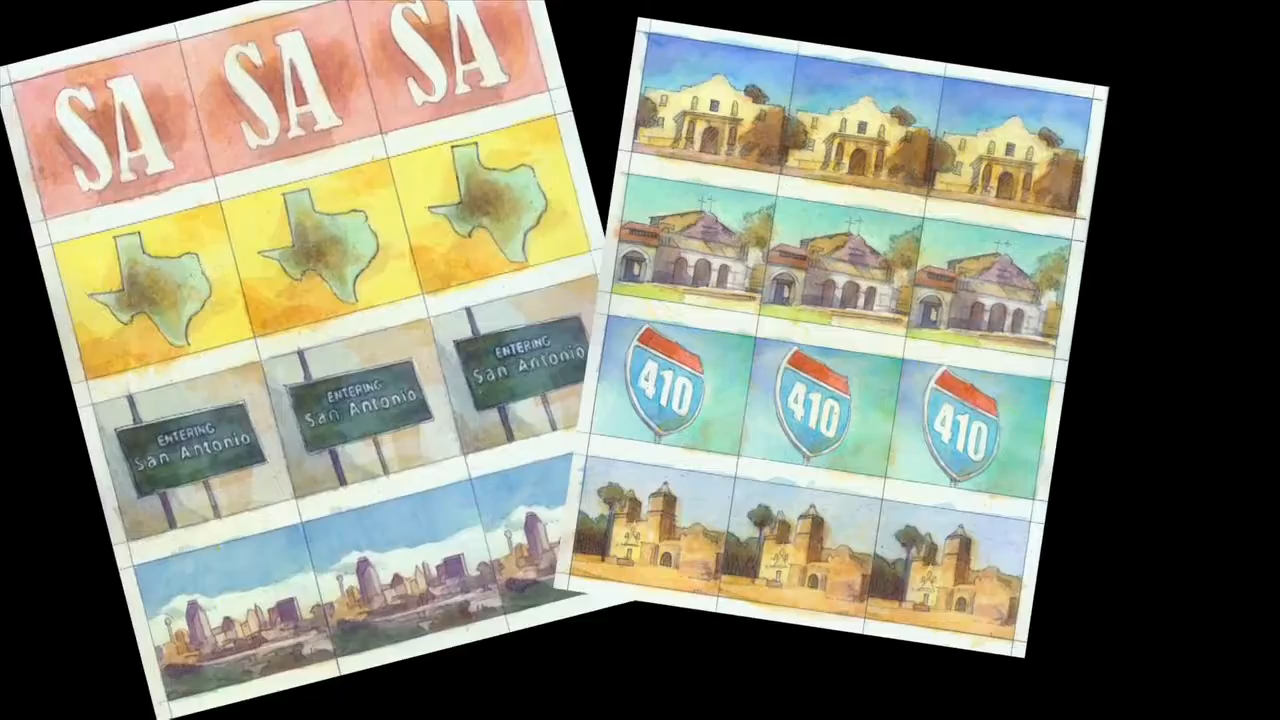 SA SA SA
ENTERING
San Antonio
ENTERING
San Antonio
ENTERING
San Antonio
410 410 410